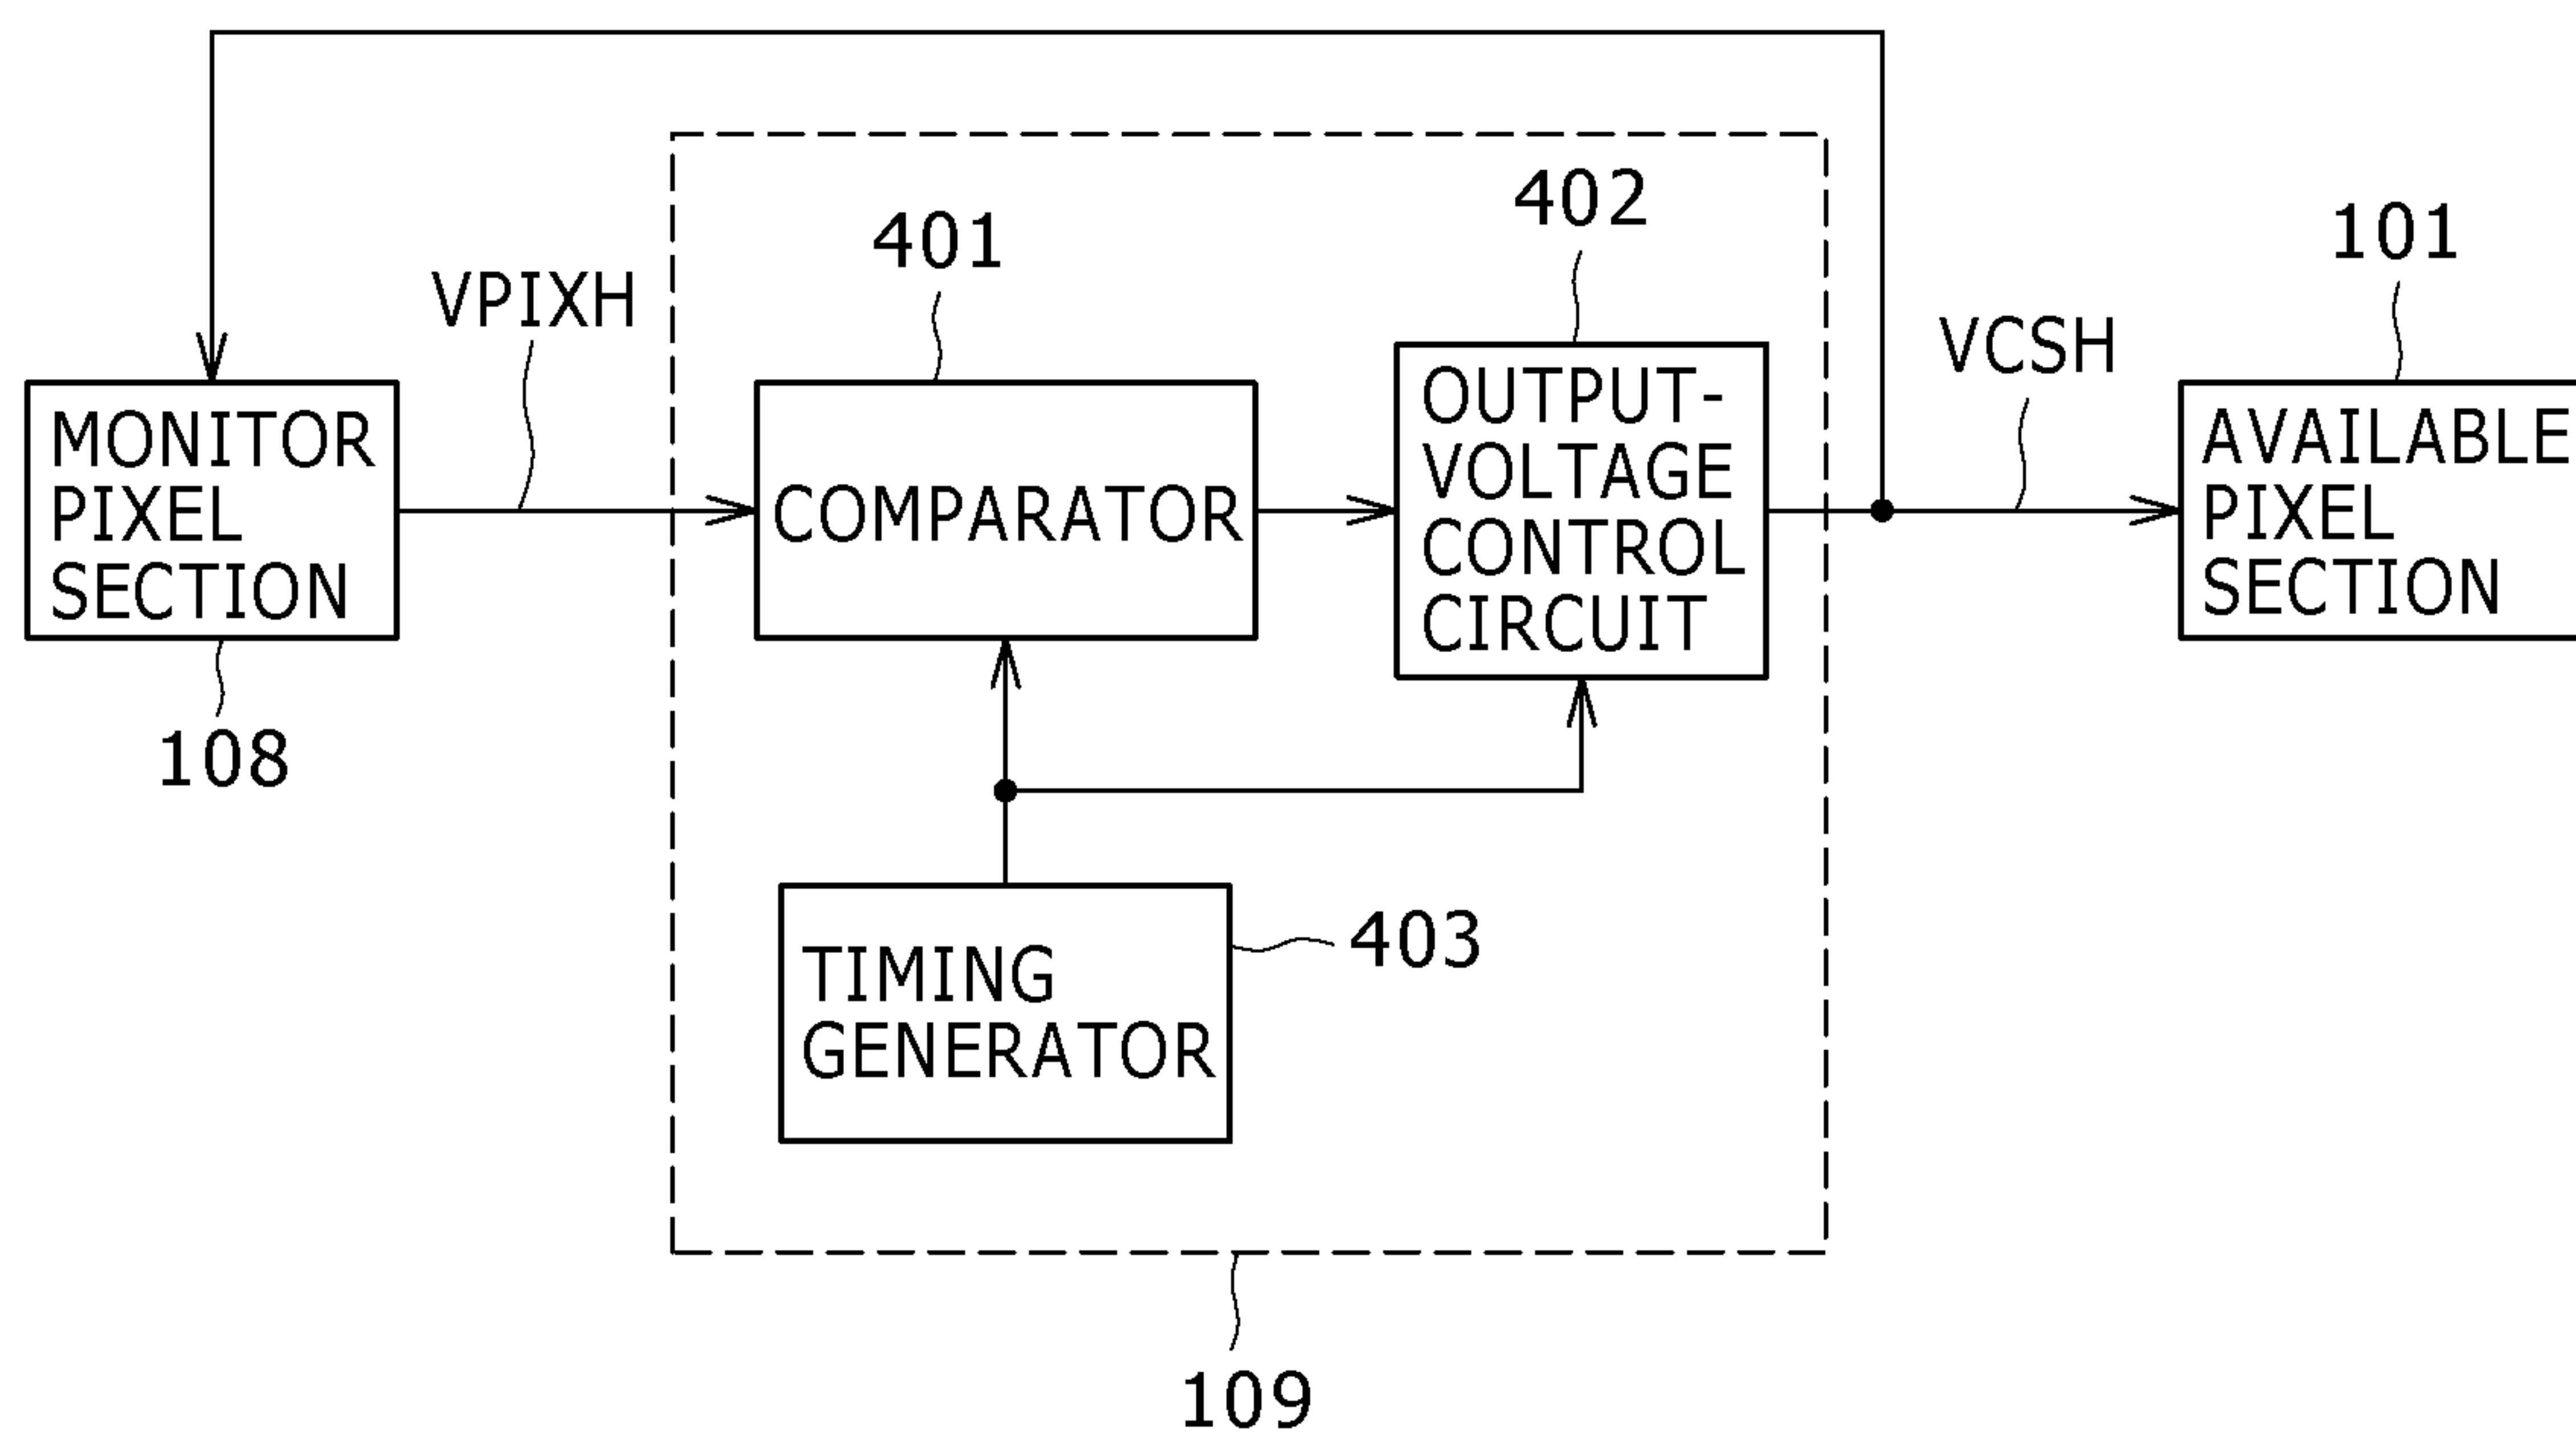 402
401
101
VPIXH
VCSH
MONITOR
PIXEL
SECTION
COMPARATOR
OUTPUT-
VOLTAGE
CONTROL
CIRCUIT
AVAILABLE
PIXEL
SECTION
108
TIMING
GENERATOR
403
109